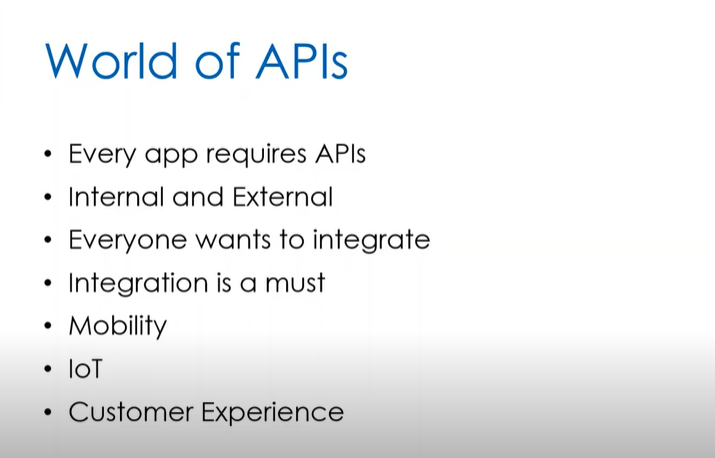 World of APIs
• Every app requires APIs
• Internal and External
• Everyone wants to integrate
• Integration is a must
• Mobility
• IoT
• Customer Experience